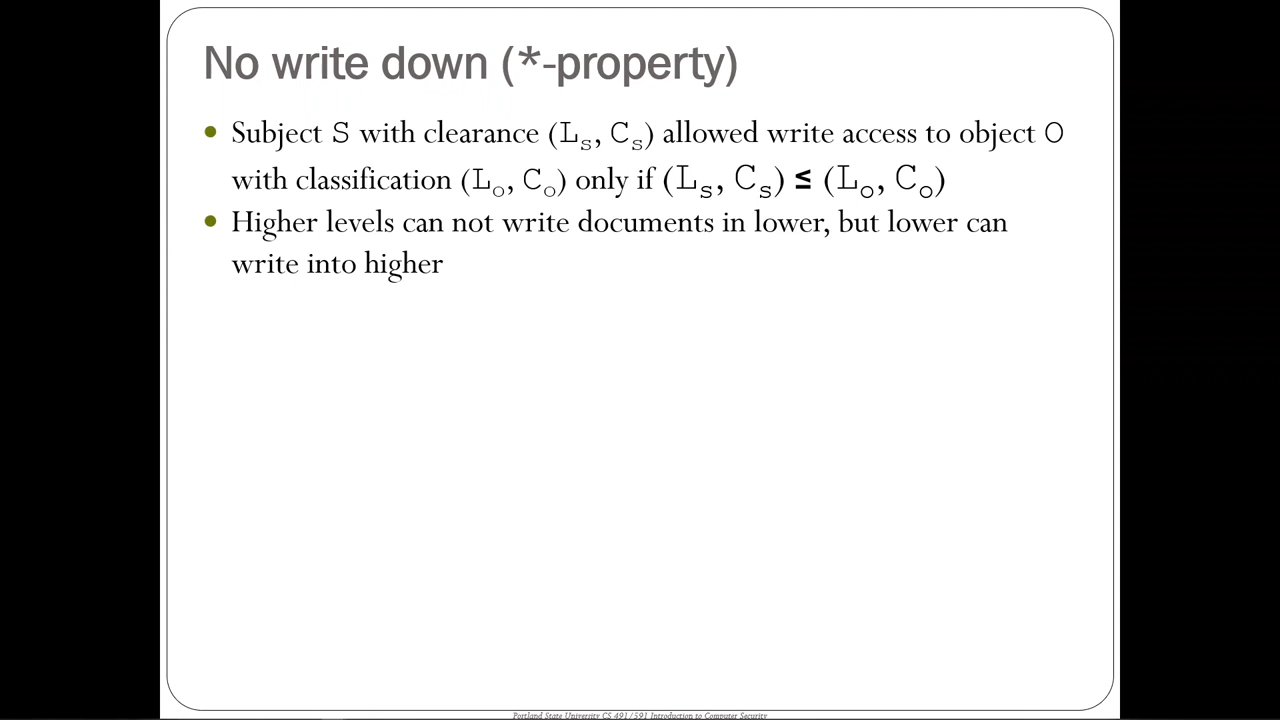 No write down (*-property)
• Subject S with clearance (Ls, Cs) allowed write access to object O
with classification (Lo, Co) only if (Ls, Cs) ≤ (Lo, Co)
• Higher levels can not write documents in lower, but lower can
write into higher
Portland State University CS 491/591 Introduction to Computer Security